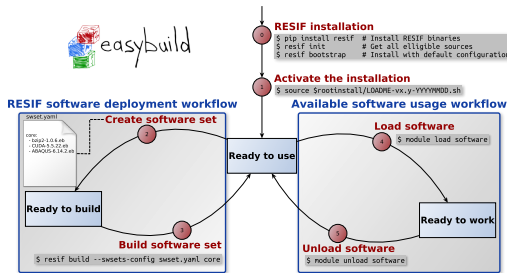 easybuild
RESIF installation
0
$ pip install resif # Install RESIF binaries
$ resif init # Get all elligible sources
$ resif bootstrap # Install with default configuration
Activate the installation
1
$ source $rootinstall/LOADME-vx.y-YYYYMMDD.sh
RESIF software deployment workflow
swset.yaml
core:
- bzip2-1.0.6.eb
- CUDA-5.5.22.eb
- ABAQUS-6.14.2.eb
Create software set
2
Ready to build
3
Build software set
$ resif build --swsets-config swset.yaml core
Ready to use
Available software usage workflow
Load software
4
$ module load software
Ready to work
5
Unload software
$ module unload software